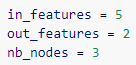 in_features = 5
out_features = 2
nb_nodes = 3